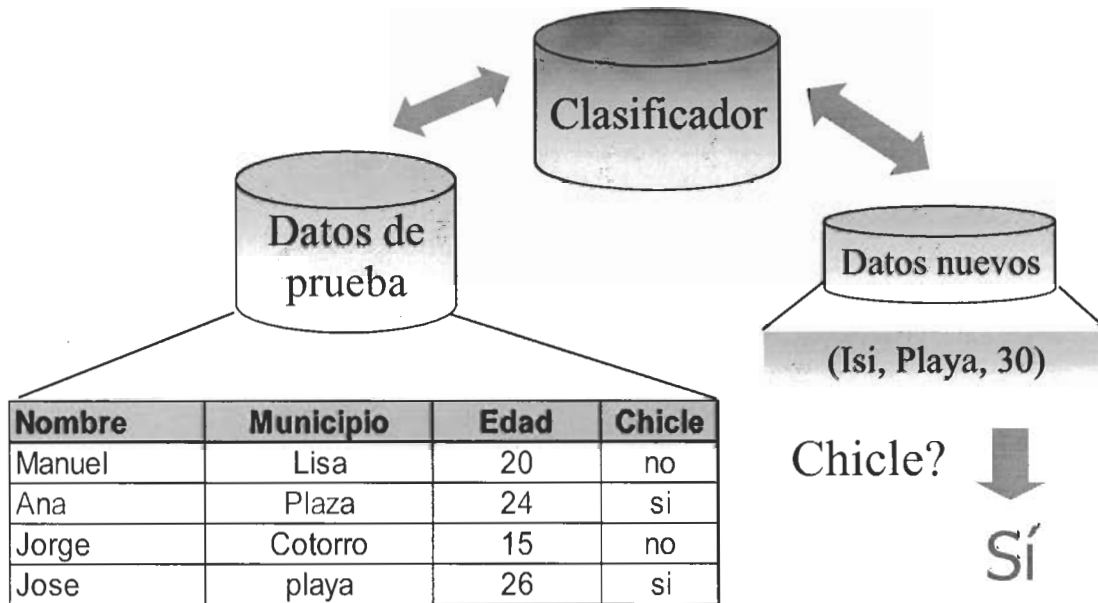 Clasificador
Datos de
prueba
Datos nuevos
(Isi, Playa, 30)
Nombre Municipio Edad Chicle
Manuel Lisa 20 no
Ana Plaza 24 si
Jorge Cotorro 15 no
Jose playa 26 si
Chicle?
Sí